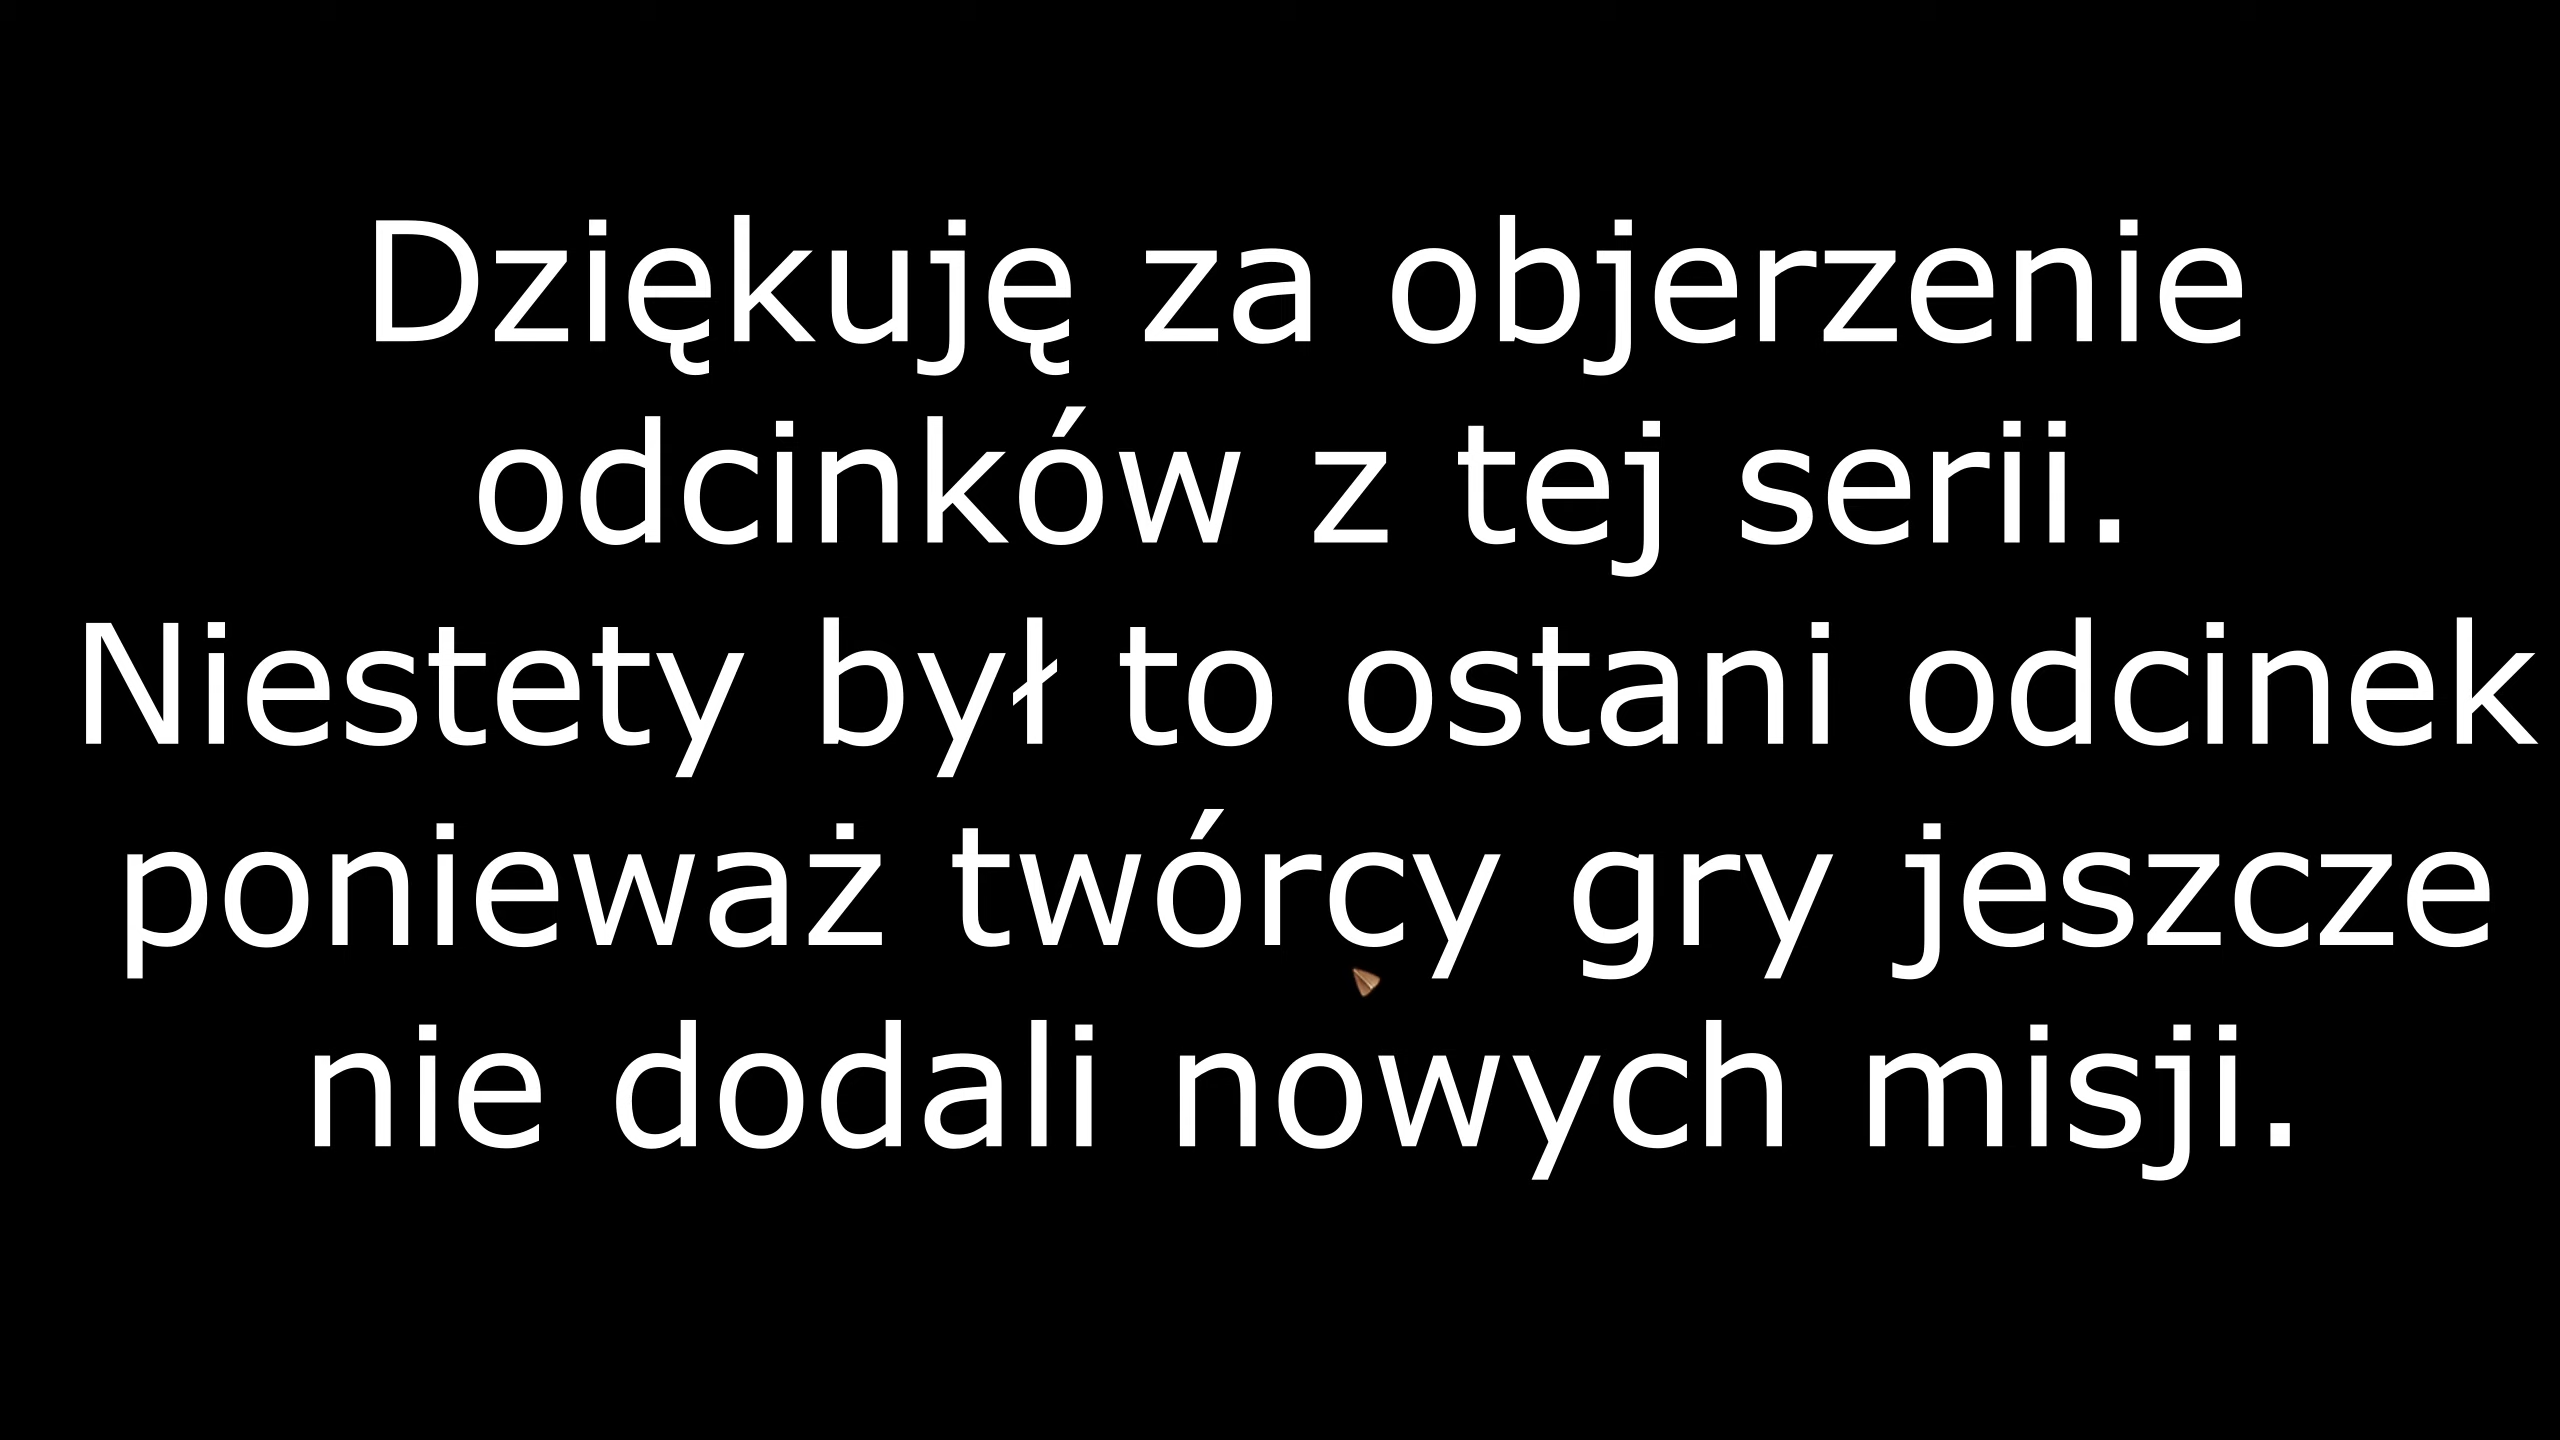 Dziękuję za objerzenie
odcinków z tej serii.
Niestety był to ostani odcinek
ponieważ twórcy gry jeszcze
nie dodali nowych misji.